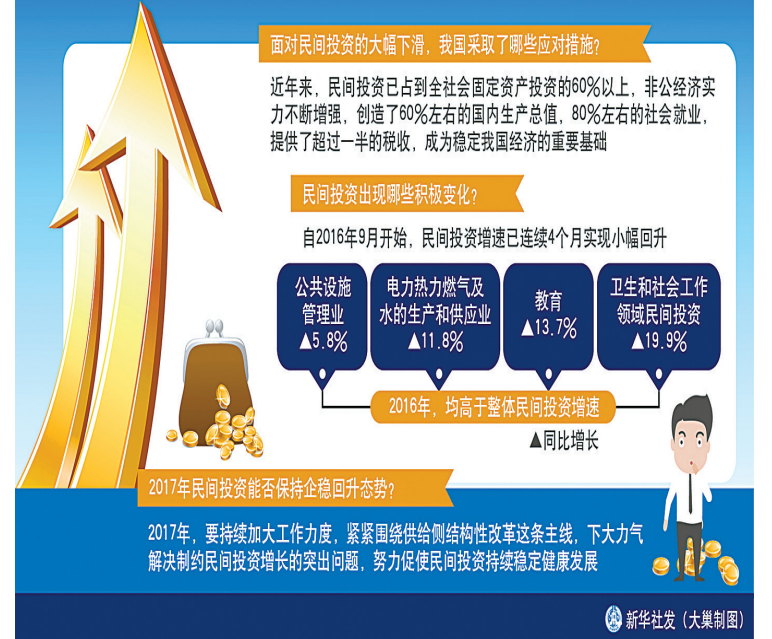 面对民间投资的大幅下滑，我国采取了哪些应对措施？
近年来，民间投资已占到全社会固定资产投资的60%以上，非公经济实
力不断增强，创造了60%左右的国内生产总值，80%左右的社会就业，
提供了超过一半的税收，成为稳定我国经济的重要基础
民间投资出现哪些积极变化？
自2016年9月开始，民间投资增速已连续4个月实现小幅回升
公共设施
管理业
▲5.8%
电力热力燃气及
水的生产和供应业
▲11.8%
教育
▲13.7%
卫生和社会工作
领域民间投资
▲19.9%
2016年，均高于整体民间投资增速
▲同比增长
2017年民间投资能否保持企稳回升态势？
2017年，要持续加大工作力度，紧紧围绕供给侧结构性改革这条主线，下大力气
解决制约民间投资增长的突出问题，努力促使民间投资持续稳定健康发展
新华社发（大巢制图）